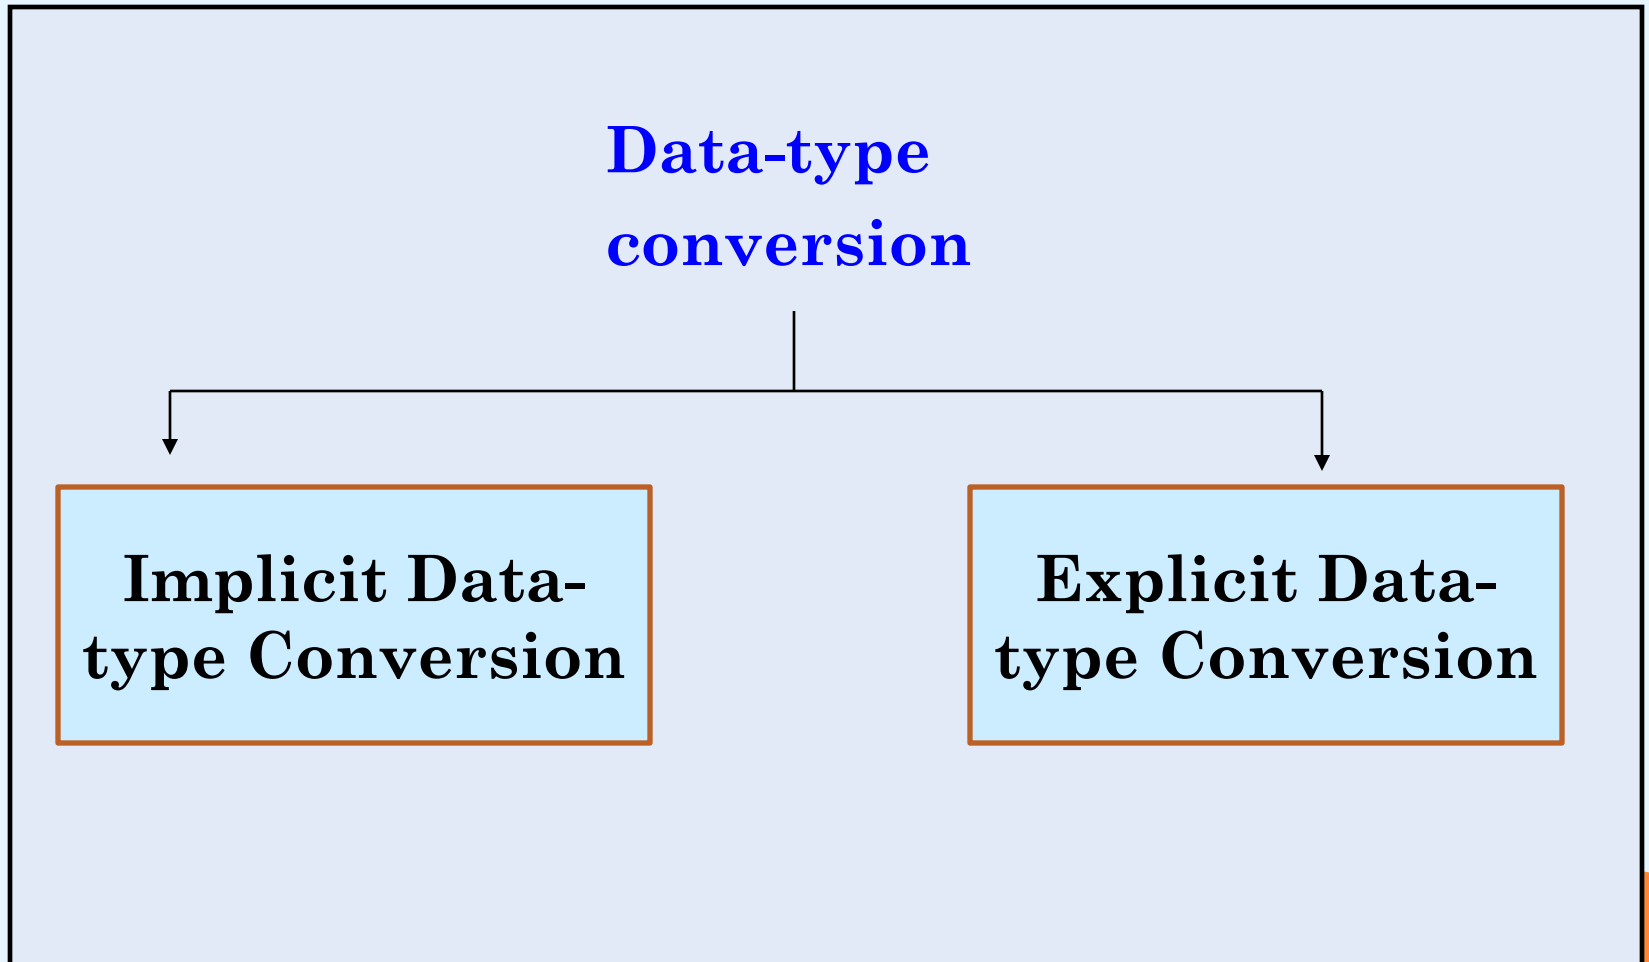 Data-type
conversion
Implicit Data-
type Conversion
Explicit Data-
type Conversion